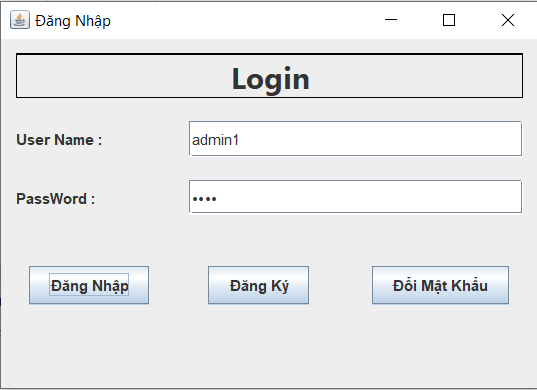 Đăng Nhập
Login
User Name :
admin1
PassWord :
••••
Đăng Nhập
Đăng Ký
Đổi Mật Khẩu